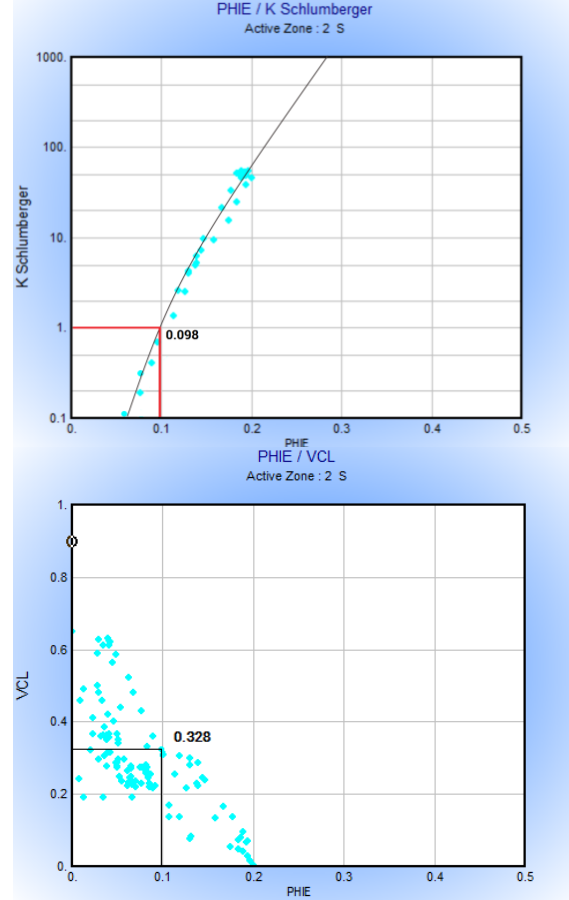 PHIE / K Schlumberger
Active Zone : 2 S
1000.
100.
10.
1.
0.1
K Schlumberger
0.098
0. 0.1 0.2 0.3 0.4 0.5
PHIE
PHIE / VCL
Active Zone : 2 S
1.
0.8
0.6
0.4
0.2
0.
VCL
0.328
0. 0.1 0.2 0.3 0.4 0.5
PHIE